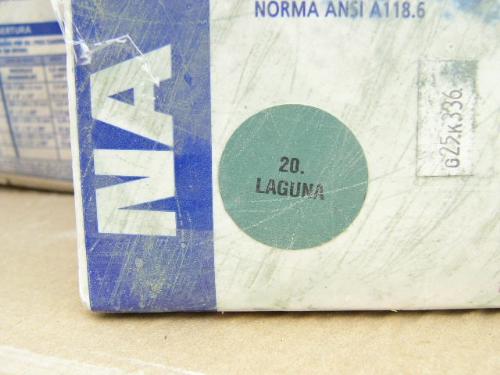 NORMA ANSI A118.6
NA
20.
LAGUNA
G25K336